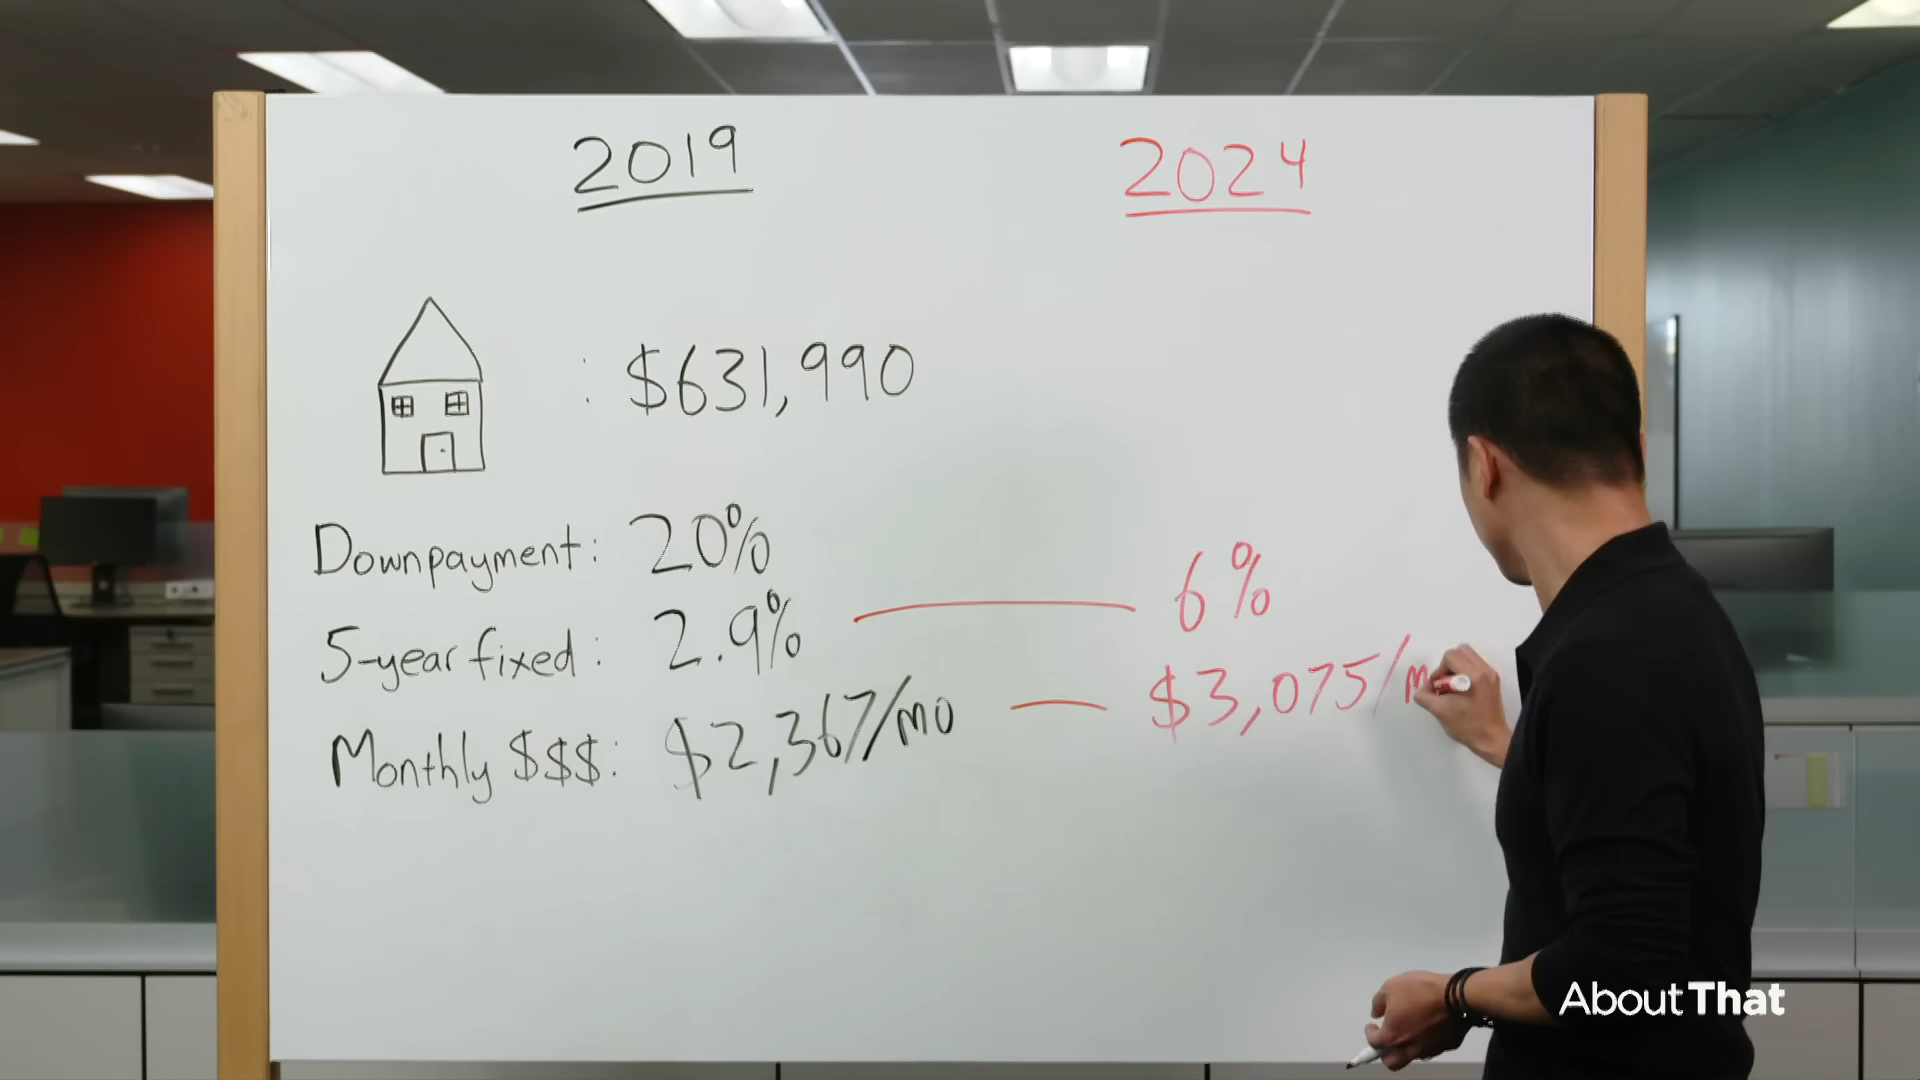 2019 2024
: $631,990
Downpayment: 20%
5-year fixed: 2.9% — 6%
Monthly $$$: $2,367/mo — $3,075/m
About That